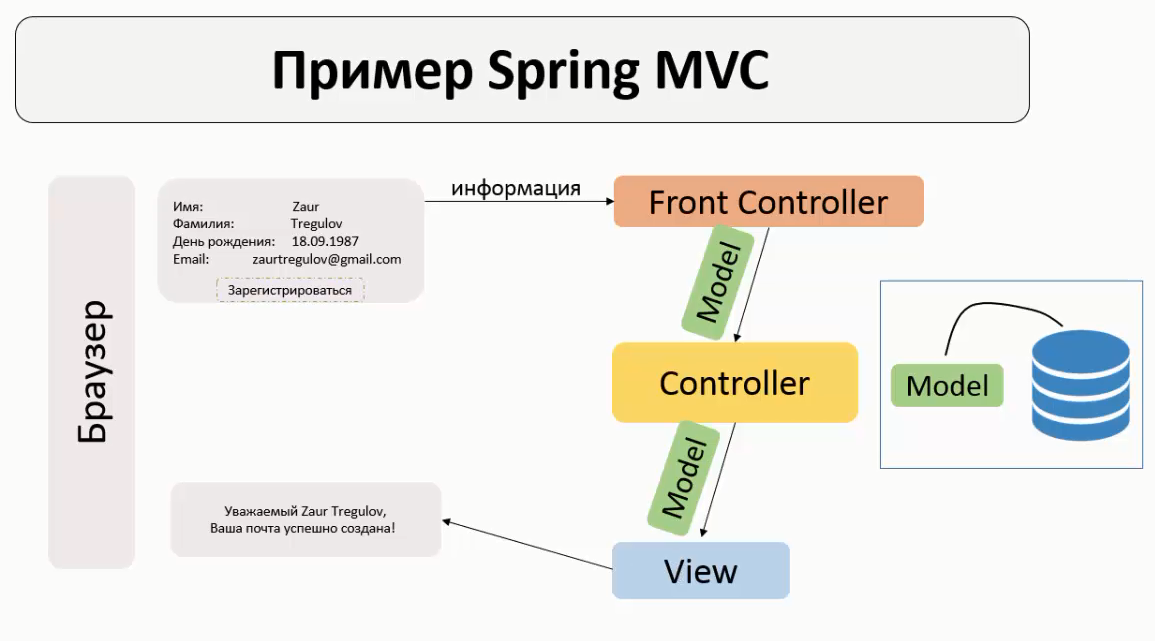 Пример Spring MVC
Браузер
Имя: Zaur
Фамилия: Tregulov
День рождения: 18.09.1987
Email: zaurtregulov@gmail.com
Зарегистрироваться
информация
Front Controller
Model
Controller
Model
Model
View
Уважаемый Zaur Tregulov,
Ваша почта успешно создана!